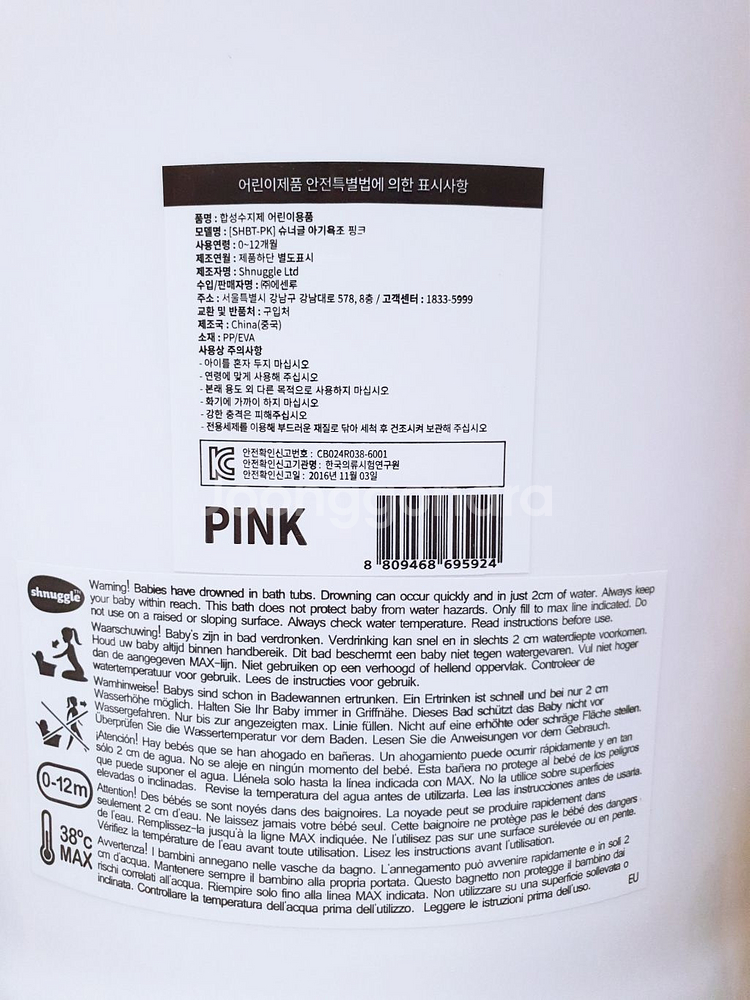 어린이제품 안전특별법에 의한 표시사항
품명 : 합성수지제 어린이용품
모델명 : [SHBT-PK] 슈너글 아기욕조 핑크
사용연령 : 0~12개월
제조연월 : 제품하단 별도표시
제조자명 : Shnuggle Ltd
수입/판매자명 : ㈜에센루
주소 : 서울특별시 강남구 강남대로 578, 8층 / 고객센터 : 1833-5999
교환 및 반품처 : 구입처
제조국 : China(중국)
소재 : PP/EVA
사용상 주의사항
- 아이를 혼자 두지 마십시오
- 연령에 맞게 사용해 주십시오
- 본래 용도 외 다른 목적으로 사용하지 마십시오
- 화기에 가까이 하지 마십시오
- 강한 충격은 피해주십시오
- 전용세제를 이용해 부드러운 재질로 닦아 세척 후 건조시켜 보관해 주십시오
안전확인신고번호 : CB024R038-6001
안전확인신고기관명 : 한국의류시험연구원
안전확인신고일 : 2016년 11월 03일
joonggonara
PINK
8 809468 695924
shnuggle™
Warning! Babies have drowned in bath tubs. Drowning can occur quickly and in just 2cm of water. Always keep
your baby within reach. This bath does not protect baby from water hazards. Only fill to max line indicated. Do
not use on a raised or sloping surface. Always check water temperature. Read instructions before use.
Waarschuwing! Baby's zijn in bad verdronken. Verdrinking kan snel en in slechts 2 cm waterdiepte voorkomen.
Houd uw baby altijd binnen handbereik. Dit bad beschermt een baby niet tegen watergevaren. Vul niet hoger
dan de aangegeven MAX-lijn. Niet gebruiken op een verhoogd of hellend oppervlak. Controleer de
watertemperatuur voor gebruik. Lees de instructies voor gebruik.
Warnhinweise! Babys sind schon in Badewannen ertrunken. Ein Ertrinken ist schnell und bei nur 2 cm
Wasserhöhe möglich. Halten Sie Ihr Baby immer in Griffnähe. Dieses Bad schützt das Baby nicht vor
Wassergefahren. Nur bis zur angezeigten max. Linie füllen. Nicht auf eine erhöhte oder schräge Fläche stellen.
Überprüfen Sie die Wassertemperatur vor dem Baden. Lesen Sie die Anweisungen vor dem Gebrauch.
¡Atención! Hay bebés que se han ahogado en bañeras. Un ahogamiento puede ocurrir rápidamente y en tan
sólo 2 cm de agua. No se aleje en ningún momento del bebé. Esta bañera no protege al bebé de los peligros
que puede suponer el agua. Llénela solo hasta la línea indicada con MAX. No la utilice sobre superficies
elevadas o inclinadas. Revise la temperatura del agua antes de utilizarla. Lea las instrucciones antes de usarla.
0-12m
Attention! Des bébés se sont noyés dans des baignoires. La noyade peut se produire rapidement dans
seulement 2 cm d'eau. Ne laissez jamais votre bébé seul. Cette baignoire ne protège pas le bébé des dangers
de l'eau. Remplissez-la jusqu'à la ligne MAX indiquée. Ne l'utilisez pas sur une surface surélevée ou en pente.
Vérifiez la température de l'eau avant toute utilisation. Lisez les instructions avant l'utilisation.
38°c
MAX
Avvertenza! I bambini annegano nelle vasche da bagno. L'annegamento può avvenire rapidamente e in soli 2
cm d'acqua. Mantenere sempre il bambino alla propria portata. Questo bagnetto non protegge il bambino dai
rischi correlati all'acqua. Riempire solo fino alla linea MAX indicata. Non utilizzare su una superficie sollevata o
inclinata. Controllare la temperatura dell'acqua prima dell'utilizzo. Leggere le istruzioni prima dell'uso.
EU